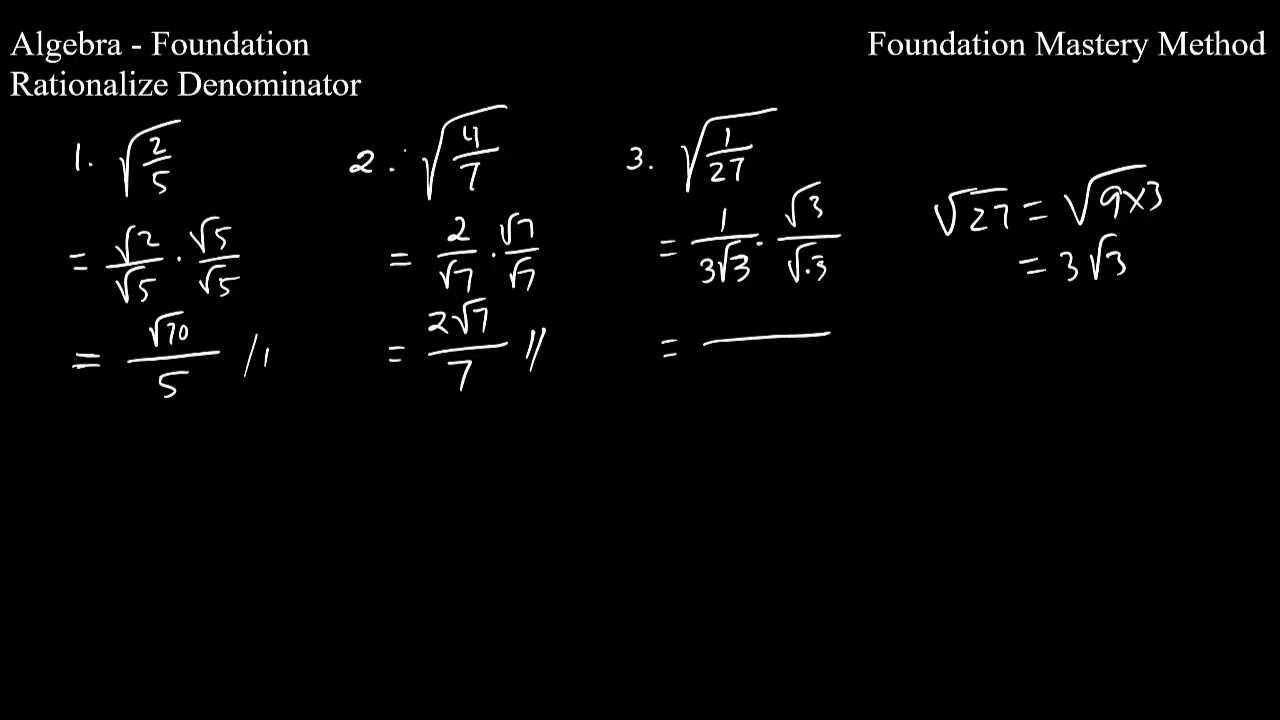 Algebra - Foundation
Rationalize Denominator
Foundation Mastery Method
1. √(2/5)
= √2/√5 · √5/√5
= √10/5 //
2. √(4/7)
= 2/√7 · √7/√7
= 2√7/7 //
3. √(1/27)
= 1/(3√3) · √3/√3
=
√27 = √(9×3)
= 3√3